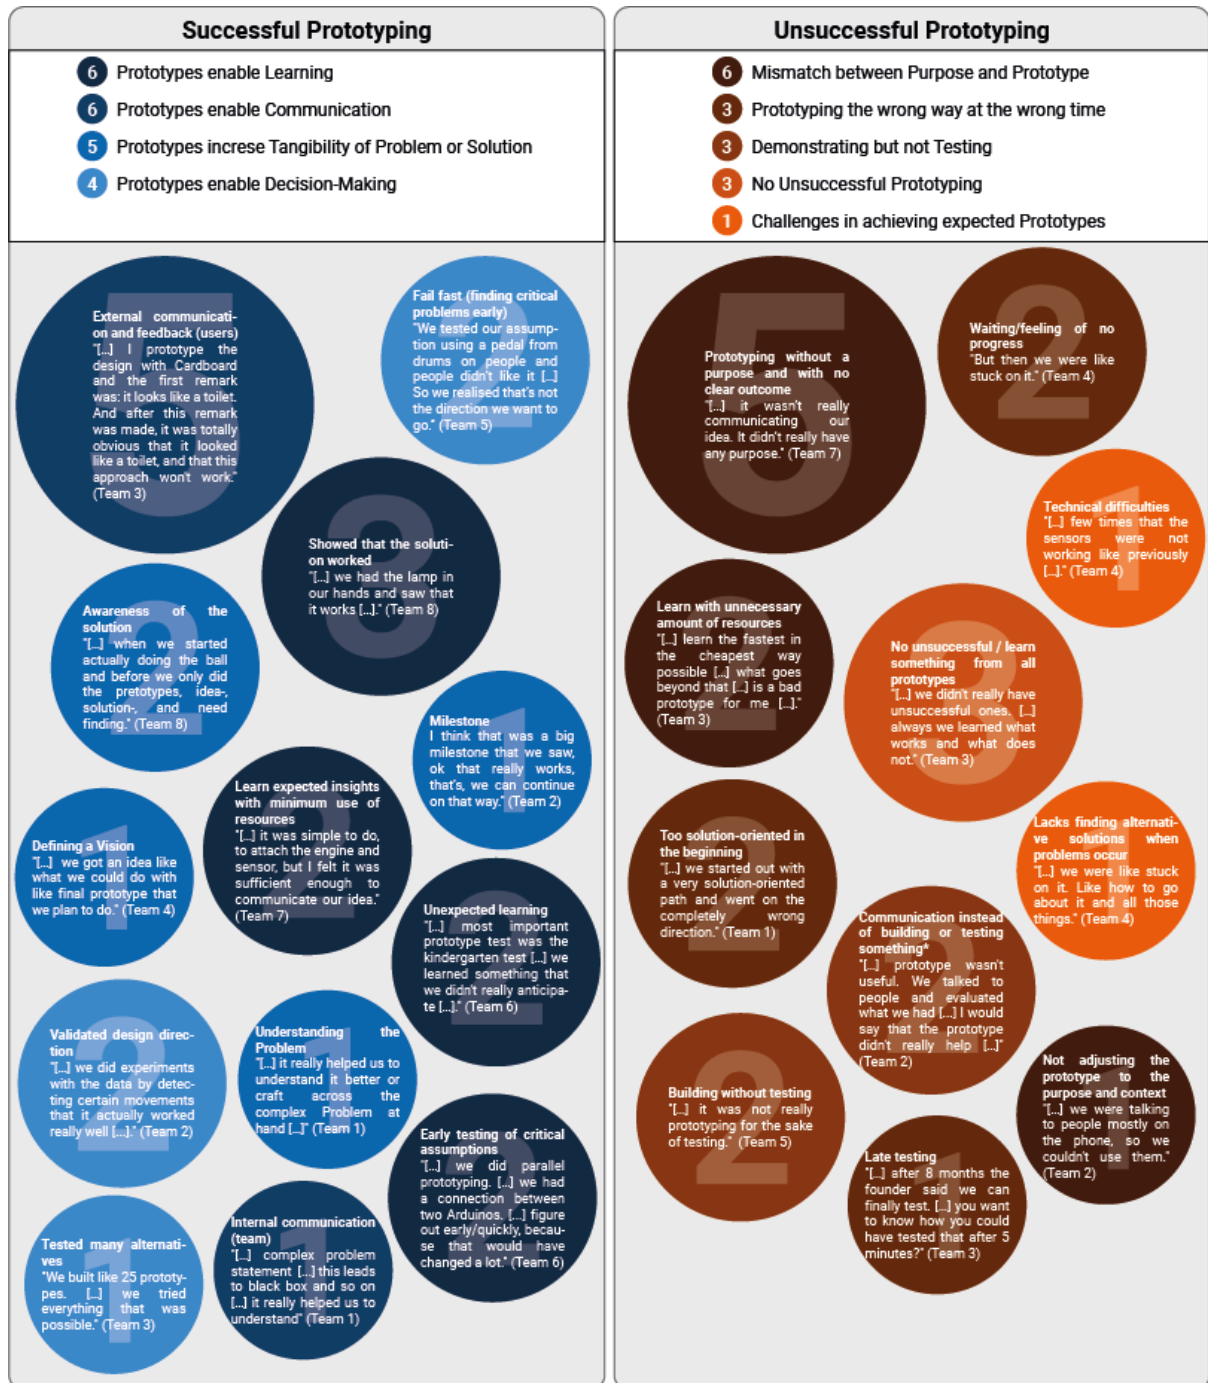 Successful Prototyping
6 Prototypes enable Learning
6 Prototypes enable Communication
5 Prototypes increse Tangibility of Problem or Solution
4 Prototypes enable Decision-Making
5
External communicati-
on and feedback (users)
"[...] I prototype the
design with Cardboard
and the first remark
was: it looks like a toilet.
And after this remark
was made, it was totally
obvious that it looked
like a toilet, and that this
approach won't work."
(Team 3)
2
Fail fast (finding critical
problems early)
"We tested our assump-
tion using a pedal from
drums on people and
people didn't like it [...]
So we realised that's not
the direction we want to
go." (Team 5)
3
Showed that the soluti-
on worked
"[...] we had the lamp in
our hands and saw that
it works [...]." (Team 8)
2
Awareness of the
solution
"[...] when we started
actually doing the ball
and before we only did
the pretotypes, idea-,
solution-, and need
finding." (Team 8)
1
Milestone
I think that was a big
milestone that we saw,
ok that really works,
that's, we can continue
on that way." (Team 2)
2
Learn expected insights
with minimum use of
resources
"[...] it was simple to do,
to attach the engine and
sensor, but I felt it was
sufficient enough to
communicate our idea."
(Team 7)
1
Defining a Vision
"[...] we got an idea like
what we could do with
like final prototype that
we plan to do." (Team 4)
2
Unexpected learning
"[...] most important
prototype test was the
kindergarten test [...] we
learned something that
we didn't really anticipa-
te [...]." (Team 6)
2
Validated design direc-
tion
"[...] we did experiments
with the data by detec-
ting certain movements
that it actually worked
really well [...]." (Team 2)
1
Understanding the
Problem
"[...] it really helped us to
understand it better or
craft across the
complex Problem at
hand [...]" (Team 1)
2
Early testing of critical
assumptions
"[...] we did parallel
prototyping. [...] we had
a connection between
two Arduinos. [...] figure
out early/quickly, becau-
se that would have
changed a lot." (Team 6)
1
Tested many alternati-
ves
"We built like 25 prototy-
pes. [...] we tried
everything that was
possible." (Team 3)
1
Internal communication
(team)
"[...] complex problem
statement [...] this leads
to black box and so on
[...] it really helped us to
understand" (Team 1)
Unsuccessful Prototyping
6 Mismatch between Purpose and Prototype
3 Prototyping the wrong way at the wrong time
3 Demonstrating but not Testing
3 No Unsuccessful Prototyping
1 Challenges in achieving expected Prototypes
5
Prototyping without a
purpose and with no
clear outcome
"[...] it wasn't really
communicating our
idea. It didn't really have
any purpose." (Team 7)
2
Waiting/feeling of no
progress
"But then we were like
stuck on it." (Team 4)
1
Technical difficulties
"[...] few times that the
sensors were not
working like previously
[...]." (Team 4)
2
Learn with unnecessary
amount of resources
"[...] learn the fastest in
the cheapest way
possible [...] what goes
beyond that [...] is a bad
prototype for me [...]."
(Team 3)
3
No unsuccessful / learn
something from all
prototypes
"[...] we didn't really have
unsuccessful ones. [...]
always we learned what
works and what does
not." (Team 3)
2
Too solution-oriented in
the beginning
"[...] we started out with
a very solution-oriented
path and went on the
completely wrong
direction." (Team 1)
1
Lacks finding alternati-
ve solutions when
problems occur
"[...] we were like stuck
on it. Like how to go
about it and all those
things." (Team 4)
2
Communication instead
of building or testing
something*
"[...] prototype wasn't
useful. We talked to
people and evaluated
what we had [...] I would
say that the prototype
didn't really help [...]"
(Team 2)
2
Building without testing
"[...] it was not really
prototyping for the sake
of testing." (Team 5)
1
Not adjusting the
prototype to the
purpose and context
"[...] we were talking
to people mostly on
the phone, so we
couldn't use them."
(Team 2)
1
Late testing
"[...] after 8 months the
founder said we can
finally test. [...] you want
to know how you could
have tested that after 5
minutes?" (Team 3)